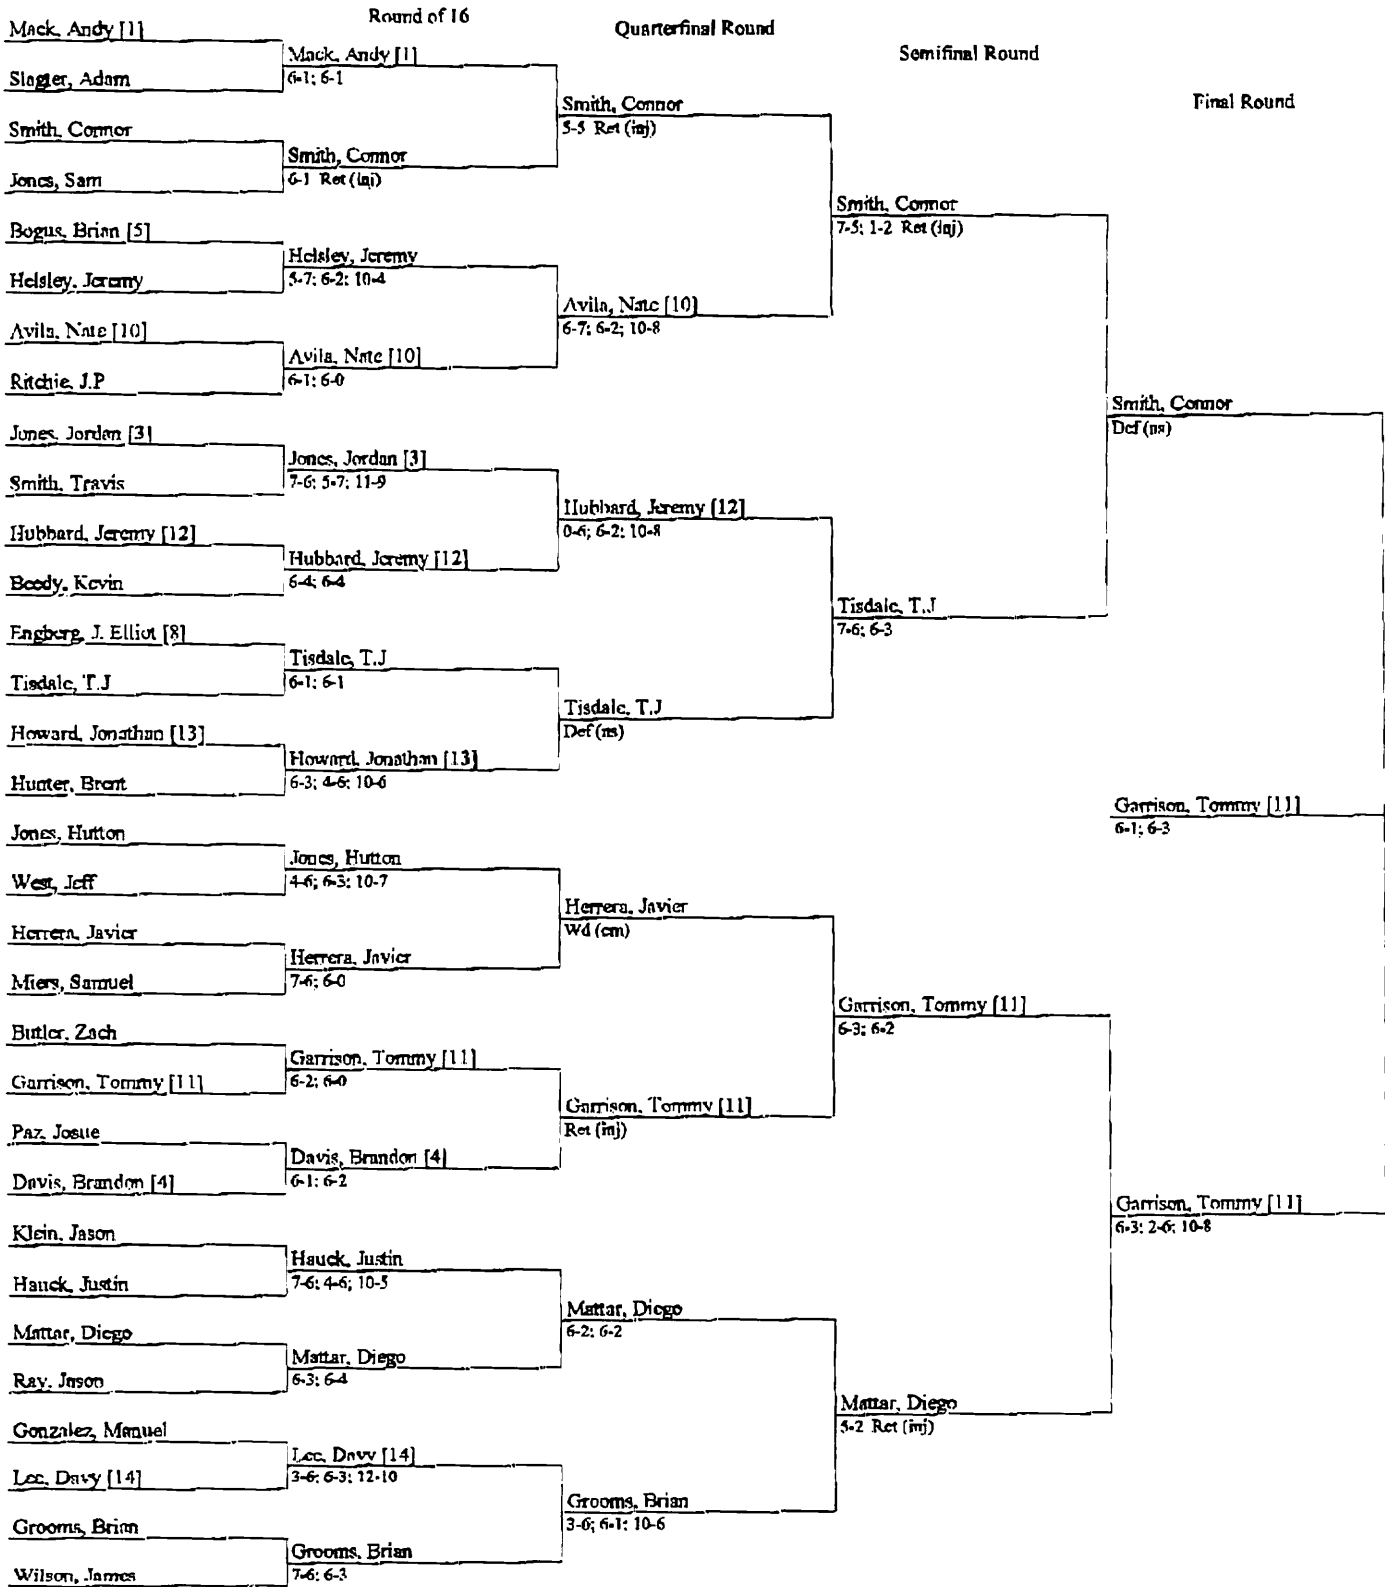 Round of 16
Quarterfinal Round
Semifinal Round
Final Round
Mack, Andy [1]
Slagter, Adam
Smith, Connor
Jones, Sam
Bogus, Brian [5]
Helsley, Jeremy
Avila, Nate [10]
Ritchie, J.P
Jones, Jordan [3]
Smith, Travis
Hubbard, Jeremy [12]
Beedy, Kevin
Engberg, J. Elliot [8]
Tisdale, T.J
Howard, Jonathan [13]
Hunter, Brent
Jones, Hutton
West, Jeff
Herrera, Javier
Miers, Samuel
Butler, Zach
Garrison, Tommy [11]
Paz, Josue
Davis, Brandon [4]
Klein, Jason
Hauck, Justin
Mattar, Diego
Ray, Jason
Gonzalez, Manuel
Lee, Davy [14]
Grooms, Brian
Wilson, James
Mack, Andy [1]
6-1; 6-1
Smith, Connor
6-1 Ret (inj)
Helsley, Jeremy
5-7; 6-2; 10-4
Avila, Nate [10]
6-1; 6-0
Jones, Jordan [3]
7-6; 5-7; 11-9
Hubbard, Jeremy [12]
6-4; 6-4
Tisdale, T.J
6-1; 6-1
Howard, Jonathan [13]
6-3; 4-6; 10-6
Jones, Hutton
4-6; 6-3; 10-7
Herrera, Javier
7-6; 6-0
Garrison, Tommy [11]
6-2; 6-0
Davis, Brandon [4]
6-1; 6-2
Hauck, Justin
7-6; 4-6; 10-5
Mattar, Diego
6-3; 6-4
Lee, Davy [14]
3-6; 6-3; 12-10
Grooms, Brian
7-6; 6-3
Smith, Connor
5-5 Ret (inj)
Avila, Nate [10]
6-7; 6-2; 10-8
Hubbard, Jeremy [12]
0-6; 6-2; 10-8
Tisdale, T.J
Def (ns)
Herrera, Javier
Wd (cm)
Garrison, Tommy [11]
Ret (inj)
Mattar, Diego
6-2; 6-2
Grooms, Brian
3-6; 6-1; 10-6
Smith, Connor
7-5; 1-2 Ret (inj)
Tisdale, T.J
7-6; 6-3
Garrison, Tommy [11]
6-3; 6-2
Mattar, Diego
5-2 Ret (inj)
Smith, Connor
Def (ns)
Garrison, Tommy [11]
6-3; 2-6; 10-8
Garrison, Tommy [11]
6-1; 6-3